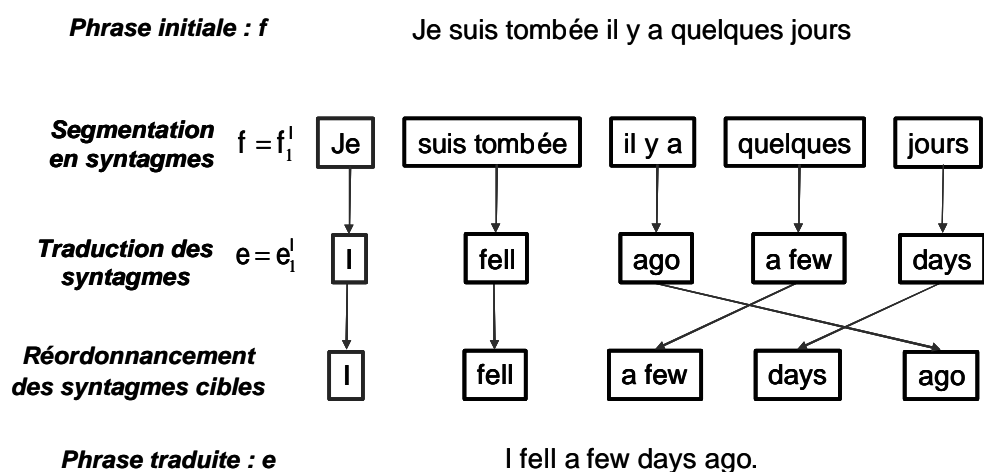 Phrase initiale : f Je suis tombée il y a quelques jours
Segmentation
en syntagmes f = f₁ᴵ Je suis tombée il y a quelques jours
Traduction des
syntagmes e = e₁ᴵ I fell ago a few days
Réordonnancement
des syntagmes cibles I fell a few days ago
Phrase traduite : e I fell a few days ago.